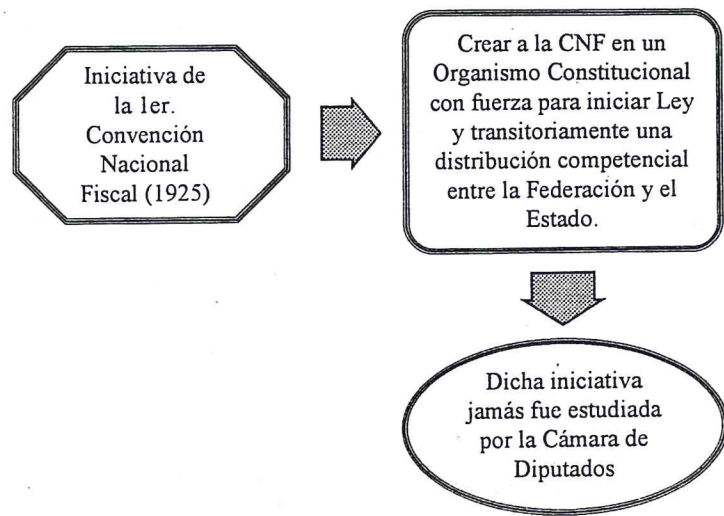 Iniciativa de
la 1er.
Convención
Nacional
Fiscal (1925)
Crear a la CNF en un
Organismo Constitucional
con fuerza para iniciar Ley
y transitoriamente una
distribución competencial
entre la Federación y el
Estado.
Dicha iniciativa
jamás fue estudiada
por la Cámara de
Diputados